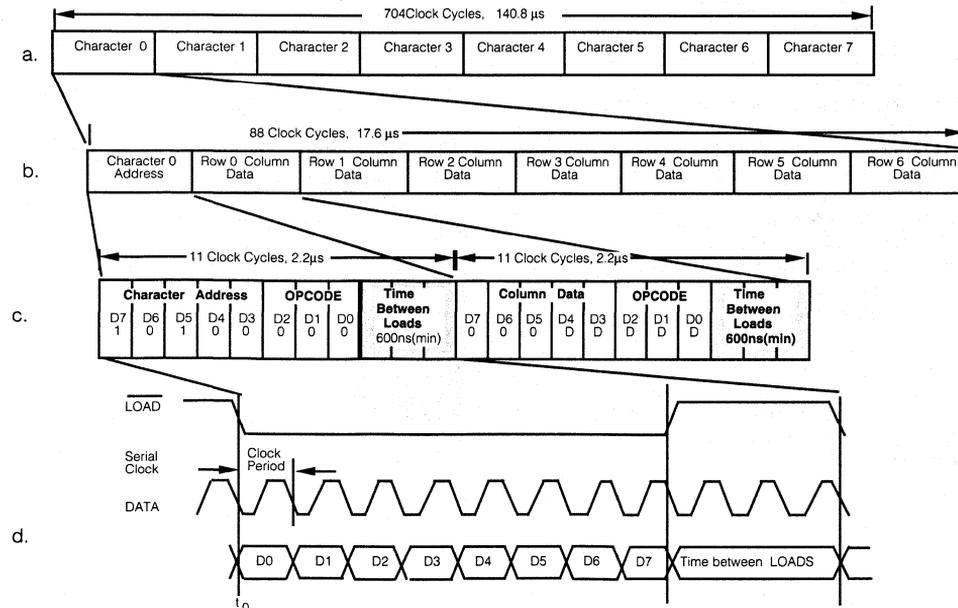 704Clock Cycles, 140.8 µs
a.
Character 0 Character 1 Character 2 Character 3 Character 4 Character 5 Character 6 Character 7
88 Clock Cycles, 17.6 µs
b.
Character 0 Address
Row 0 Column Data
Row 1 Column Data
Row 2 Column Data
Row 3 Column Data
Row 4 Column Data
Row 5 Column Data
Row 6 Column Data
11 Clock Cycles, 2.2µs
11 Clock Cycles, 2.2µs
c.
Character Address OPCODE
Time Between Loads 600ns(min)
Column Data OPCODE
Time Between Loads 600ns(min)
D7 D6 D5 D4 D3 D2 D1 D0
1 0 1 0 0 0 0 0
D7 D6 D5 D4 D3 D2 D1 D0
0 0 0 D D D D D
LOAD
Serial Clock
Clock Period
DATA
d.
D0 D1 D2 D3 D4 D5 D6 D7 Time between LOADS
t0